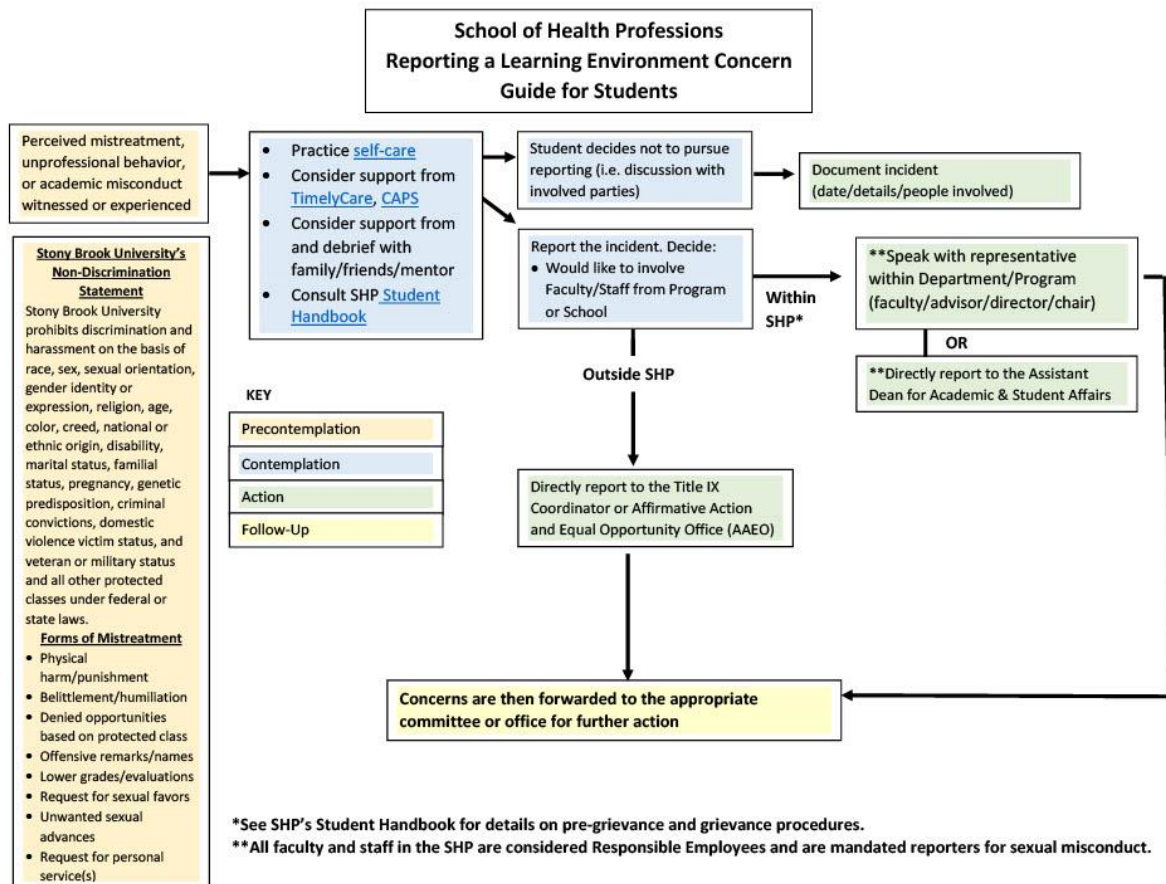 School of Health Professions
Reporting a Learning Environment Concern
Guide for Students
Perceived mistreatment,
unprofessional behavior,
or academic misconduct
witnessed or experienced
• Practice self-care
• Consider support from
TimelyCare, CAPS
• Consider support from
and debrief with
family/friends/mentor
• Consult SHP Student
Handbook
Student decides not to pursue
reporting (i.e. discussion with
involved parties)
Document incident
(date/details/people involved)
Report the incident. Decide:
• Would like to involve
Faculty/Staff from Program
or School
Within
SHP*
**Speak with representative
within Department/Program
(faculty/advisor/director/chair)
OR
**Directly report to the Assistant
Dean for Academic & Student Affairs
Outside SHP
Directly report to the Title IX
Coordinator or Affirmative Action
and Equal Opportunity Office (AAEO)
Concerns are then forwarded to the appropriate
committee or office for further action
KEY
Precontemplation
Contemplation
Action
Follow-Up
Stony Brook University's
Non-Discrimination
Statement
Stony Brook University
prohibits discrimination and
harassment on the basis of
race, sex, sexual orientation,
gender identity or
expression, religion, age,
color, creed, national or
ethnic origin, disability,
marital status, familial
status, pregnancy, genetic
predisposition, criminal
convictions, domestic
violence victim status, and
veteran or military status
and all other protected
classes under federal or
state laws.
Forms of Mistreatment
• Physical
harm/punishment
• Belittlement/humiliation
• Denied opportunities
based on protected class
• Offensive remarks/names
• Lower grades/evaluations
• Request for sexual favors
• Unwanted sexual
advances
• Request for personal
service(s)
*See SHP's Student Handbook for details on pre-grievance and grievance procedures.
**All faculty and staff in the SHP are considered Responsible Employees and are mandated reporters for sexual misconduct.